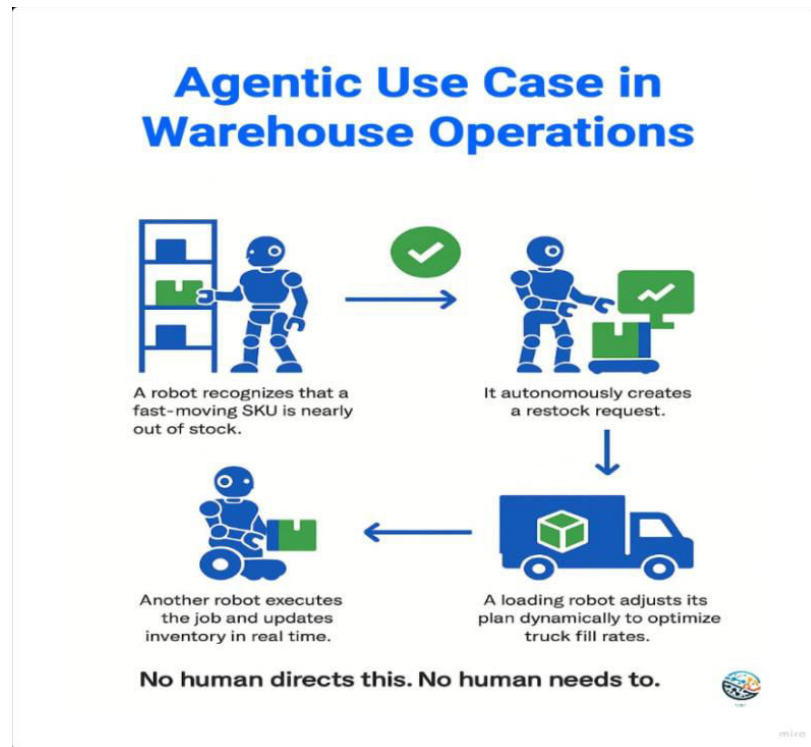 Agentic Use Case in
Warehouse Operations
A robot recognizes that a
fast-moving SKU is nearly
out of stock.
It autonomously creates
a restock request.
A loading robot adjusts its
plan dynamically to optimize
truck fill rates.
Another robot executes
the job and updates
inventory in real time.
No human directs this. No human needs to.
miro